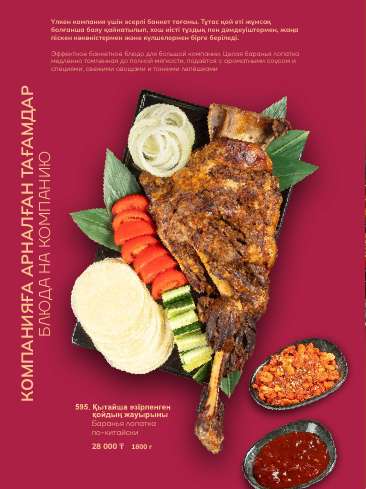 Үлкен компания үшін әсерлі банкет тағамы. Тұтас қой еті жұмсақ
болғанша баяу қайнатылып, хош иісті тұздық пен дәмдеуіштермен, жаңа
піскен көкөністермен және күлшелермен бірге беріледі.
Эффектное банкетное блюдо для большой компании. Целая баранья лопатка
медленно томленная до полной мягкости, подаётся с ароматными соусом и
специями, свежими овощами и тонкими лепёшками
КОМПАНИЯҒА АРНАЛҒАН ТАҒАМДАР
БЛЮДА НА КОМПАНИЮ
595. Қытайша әзірленген
қойдың жауырыны
Баранья лопатка
по-китайски
28 000 ₸ 1800 г